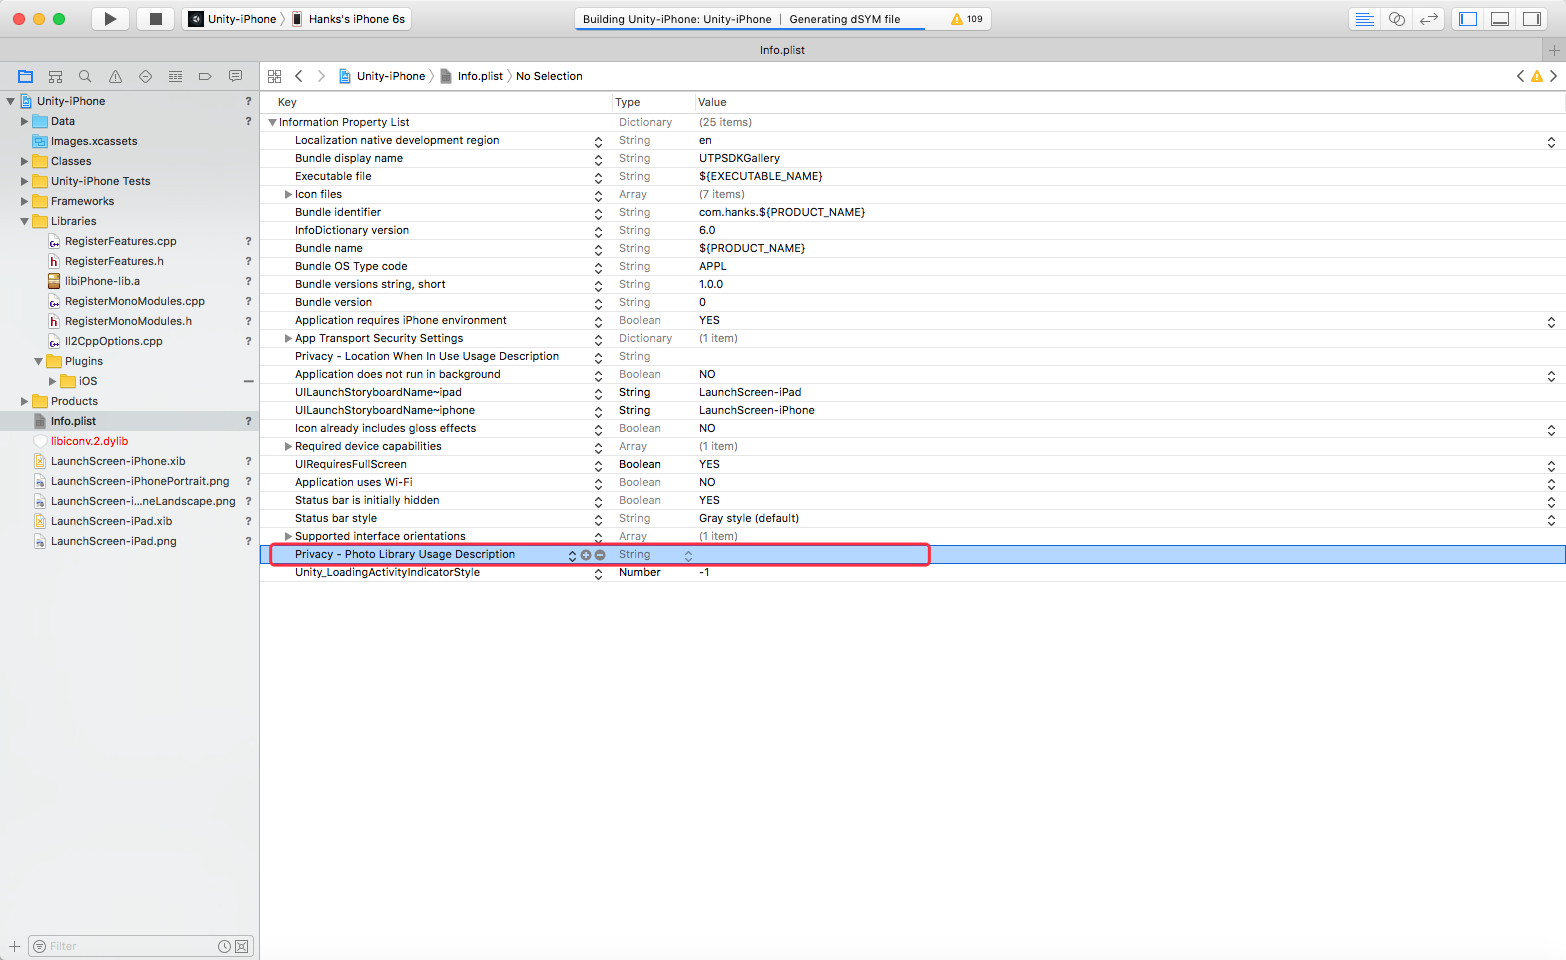 Unity-iPhone Hanks's iPhone 6s Building Unity-iPhone: Unity-iPhone | Generating dSYM file 109
Info.plist
Unity-iPhone Info.plist No Selection
Unity-iPhone ?
Data ?
Images.xcassets
Classes
Unity-iPhone Tests
Frameworks
Libraries
RegisterFeatures.cpp ?
RegisterFeatures.h ?
libiPhone-lib.a ?
RegisterMonoModules.cpp ?
RegisterMonoModules.h ?
Il2CppOptions.cpp ?
Plugins
iOS
Products
Info.plist ?
libiconv.2.dylib
LaunchScreen-iPhone.xib ?
LaunchScreen-iPhonePortrait.png ?
LaunchScreen-i...neLandscape.png ?
LaunchScreen-iPad.xib ?
LaunchScreen-iPad.png ?
Filter
Key Type Value
Information Property List Dictionary (25 items)
Localization native development region String en
Bundle display name String UTPSDKGallery
Executable file String ${EXECUTABLE_NAME}
Icon files Array (7 items)
Bundle identifier String com.hanks.${PRODUCT_NAME}
InfoDictionary version String 6.0
Bundle name String ${PRODUCT_NAME}
Bundle OS Type code String APPL
Bundle versions string, short String 1.0.0
Bundle version String 0
Application requires iPhone environment Boolean YES
App Transport Security Settings Dictionary (1 item)
Privacy - Location When In Use Usage Description String
Application does not run in background Boolean NO
UILaunchStoryboardName~ipad String LaunchScreen-iPad
UILaunchStoryboardName~iphone String LaunchScreen-iPhone
Icon already includes gloss effects Boolean NO
Required device capabilities Array (1 item)
UIRequiresFullScreen Boolean YES
Application uses Wi-Fi Boolean NO
Status bar is initially hidden Boolean YES
Status bar style String Gray style (default)
Supported interface orientations Array (1 item)
Privacy - Photo Library Usage Description String
Unity_LoadingActivityIndicatorStyle Number -1